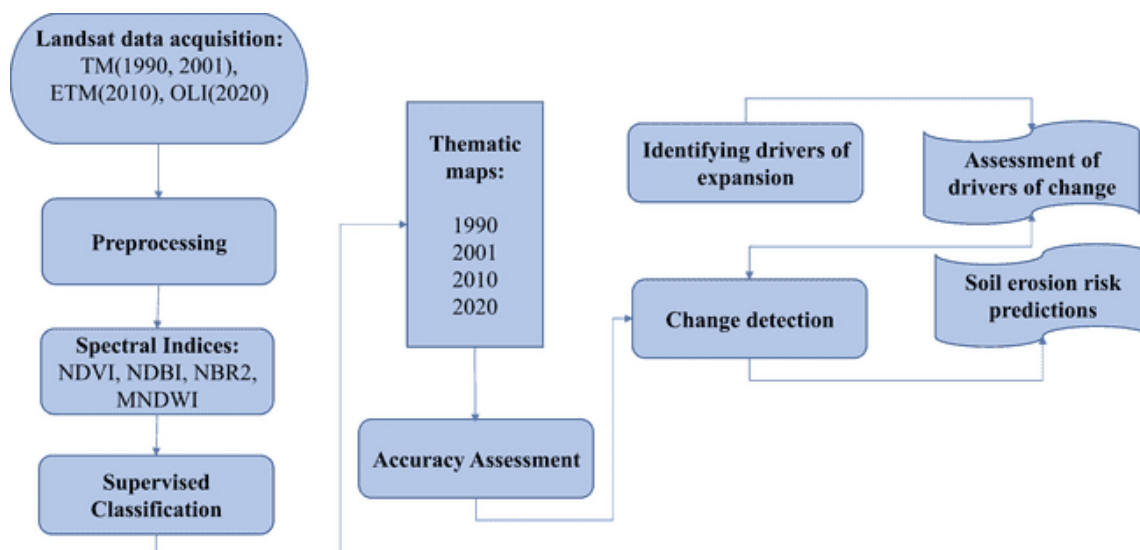 Landsat data acquisition:
TM(1990, 2001),
ETM(2010), OLI(2020)
Preprocessing
Spectral Indices:
NDVI, NDBI, NBR2,
MNDWI
Supervised
Classification
Thematic
maps:
1990
2001
2010
2020
Accuracy Assessment
Identifying drivers of
expansion
Assessment of
drivers of change
Change detection
Soil erosion risk
predictions